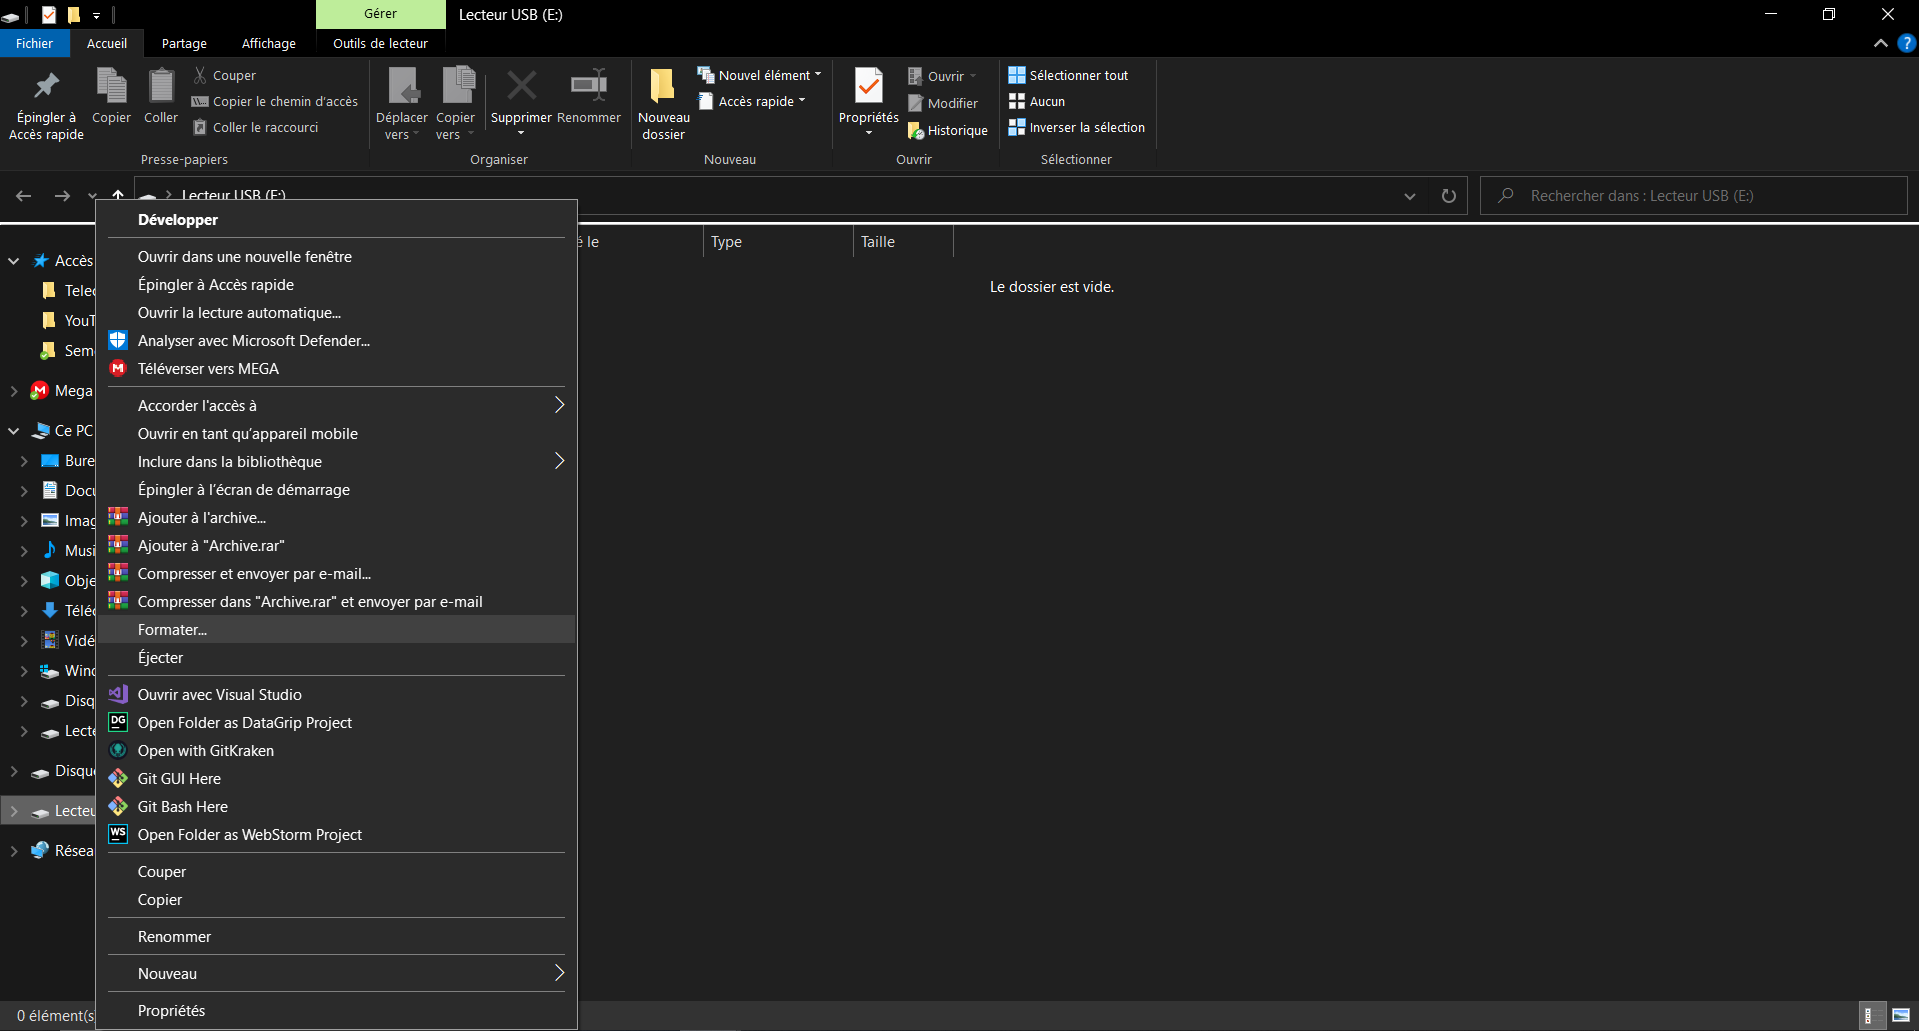 Gérer
Lecteur USB (E:)
Fichier
Accueil
Partage
Affichage
Outils de lecteur
Épingler à
Accès rapide
Copier
Coller
Couper
Copier le chemin d'accès
Coller le raccourci
Presse-papiers
Déplacer
vers
Copier
vers
Supprimer
Renommer
Organiser
Nouveau
dossier
Nouvel élément
Accès rapide
Nouveau
Propriétés
Ouvrir
Modifier
Historique
Ouvrir
Sélectionner tout
Aucun
Inverser la sélection
Sélectionner
Lecteur USB (E:)
Rechercher dans : Lecteur USB (E:)
é le
Type
Taille
Le dossier est vide.
Accès
Telec
YouT
Sem
Mega
Ce PC
Bure
Docu
Imag
Musi
Obje
Téléc
Vidé
Wind
Disq
Lecte
Disqu
Lecteu
Résea
Développer
Ouvrir dans une nouvelle fenêtre
Épingler à Accès rapide
Ouvrir la lecture automatique...
Analyser avec Microsoft Defender...
Téléverser vers MEGA
Accorder l'accès à
Ouvrir en tant qu’appareil mobile
Inclure dans la bibliothèque
Épingler à l’écran de démarrage
Ajouter à l'archive...
Ajouter à "Archive.rar"
Compresser et envoyer par e-mail...
Compresser dans "Archive.rar" et envoyer par e-mail
Formater...
Éjecter
Ouvrir avec Visual Studio
DG
Open Folder as DataGrip Project
Open with GitKraken
Git GUI Here
Git Bash Here
WS
Open Folder as WebStorm Project
Couper
Copier
Renommer
Nouveau
Propriétés
0 élément(s)